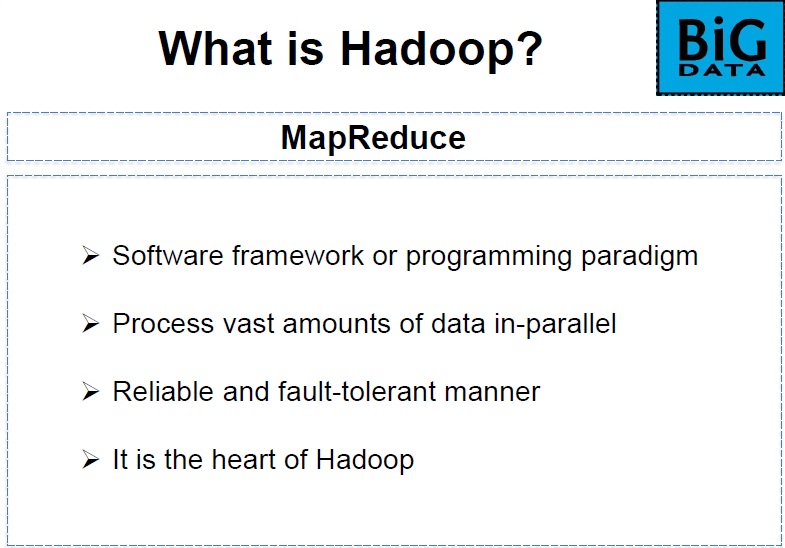 What is Hadoop?
BiG
DATA
MapReduce
➢ Software framework or programming paradigm
➢ Process vast amounts of data in-parallel
➢ Reliable and fault-tolerant manner
➢ It is the heart of Hadoop